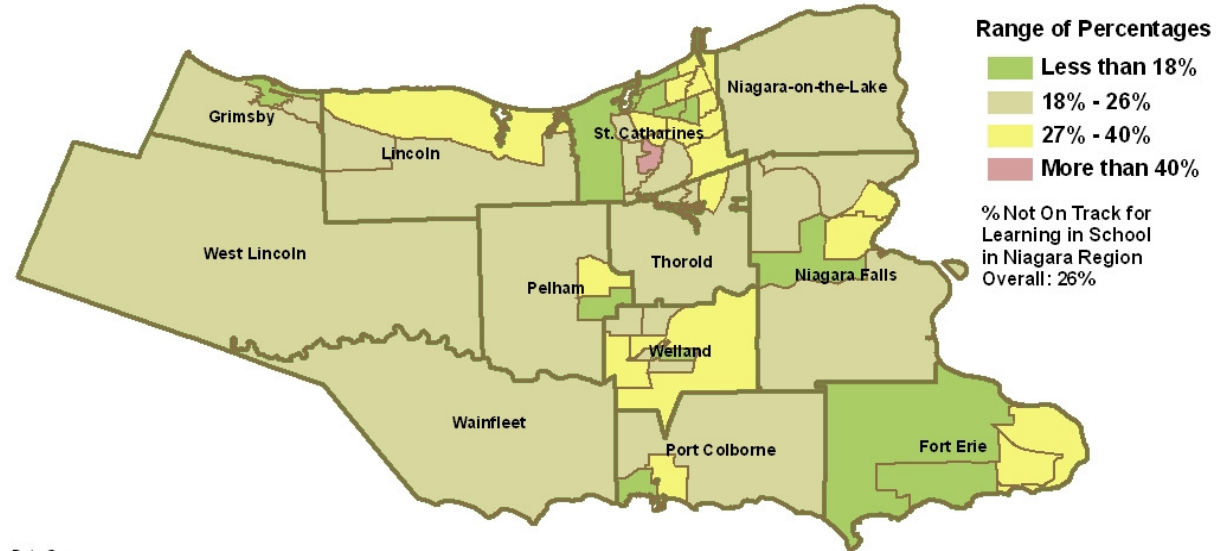 Range of Percentages
Less than 18%
18% - 26%
27% - 40%
More than 40%
% Not On Track for
Learning in School
in Niagara Region
Overall: 26%
Niagara-on-the-Lake
Grimsby
St. Catharines
Lincoln
West Lincoln
Thorold
Niagara Falls
Pelham
Welland
Wainfleet
Port Colborne
Fort Erie